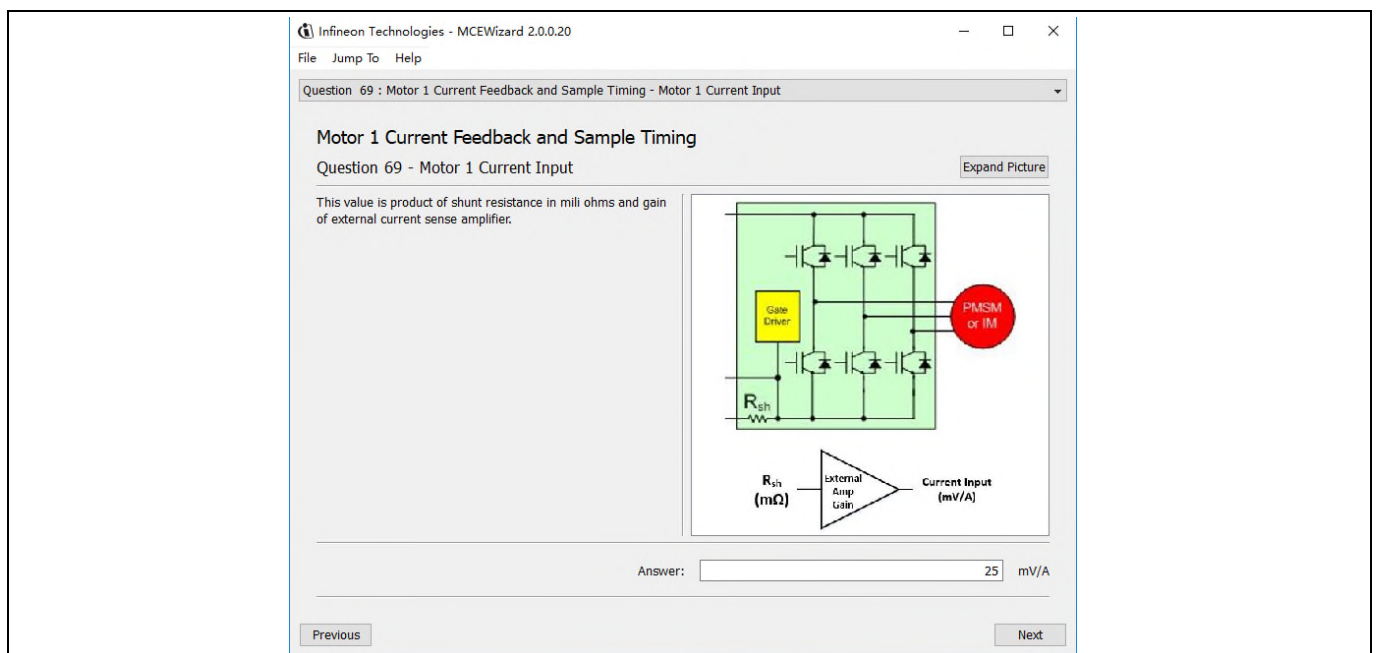 Infineon Technologies - MCEWizard 2.0.0.20
File Jump To Help
Question 69 : Motor 1 Current Feedback and Sample Timing - Motor 1 Current Input
Motor 1 Current Feedback and Sample Timing
Question 69 - Motor 1 Current Input
Expand Picture
This value is product of shunt resistance in mili ohms and gain
of external current sense amplifier.
Gate
Driver
PMSM
or IM
Rsh
Rsh
(mΩ)
External
Amp
Gain
Current Input
(mV/A)
Answer: 25 mV/A
Previous
Next